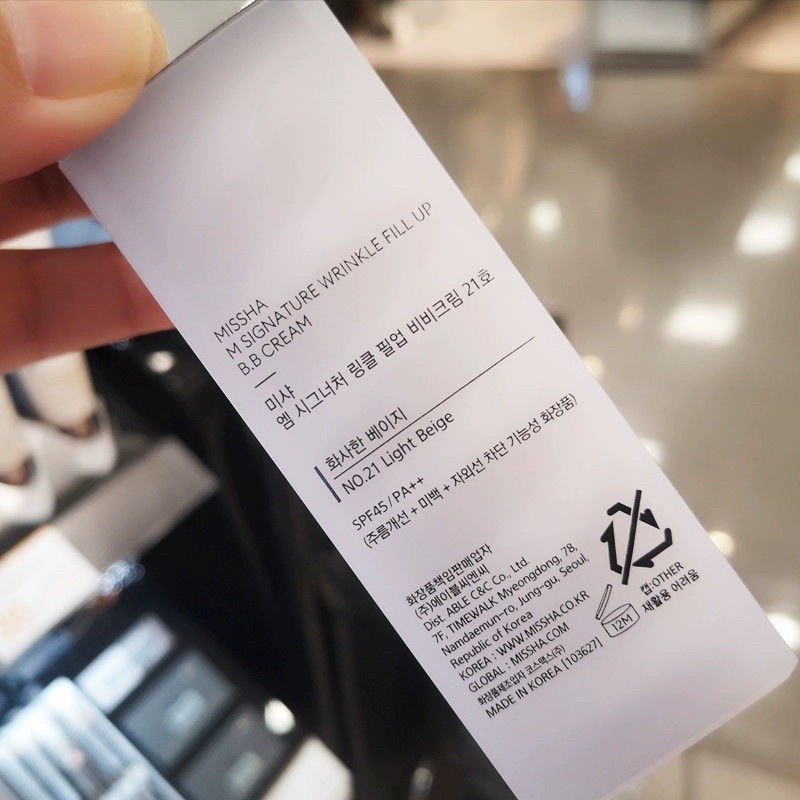 MISSHA
M SIGNATURE WRINKLE FILL UP
B.B CREAM
미샤
엠 시그너처 링클 필업 비비크림 21호
화사한 베이지
NO.21 Light Beige
SPF45/PA++
(주름개선 + 미백 + 자외선 차단 기능성 화장품)
화장품책임판매업자
(주)에이블씨엔씨
Dist. ABLE C&C Co., Ltd.
7F, TIMEWALK Myeongdong, 78,
Namdaemun-ro, Jung-gu, Seoul,
Republic of Korea
KOREA : WWW.MISSHA.CO.KR
GLOBAL : MISSHA.COM
화장품제조업자 코스맥스(주)
MADE IN KOREA [103627]
12M
캡:OTHER
재활용 어려움